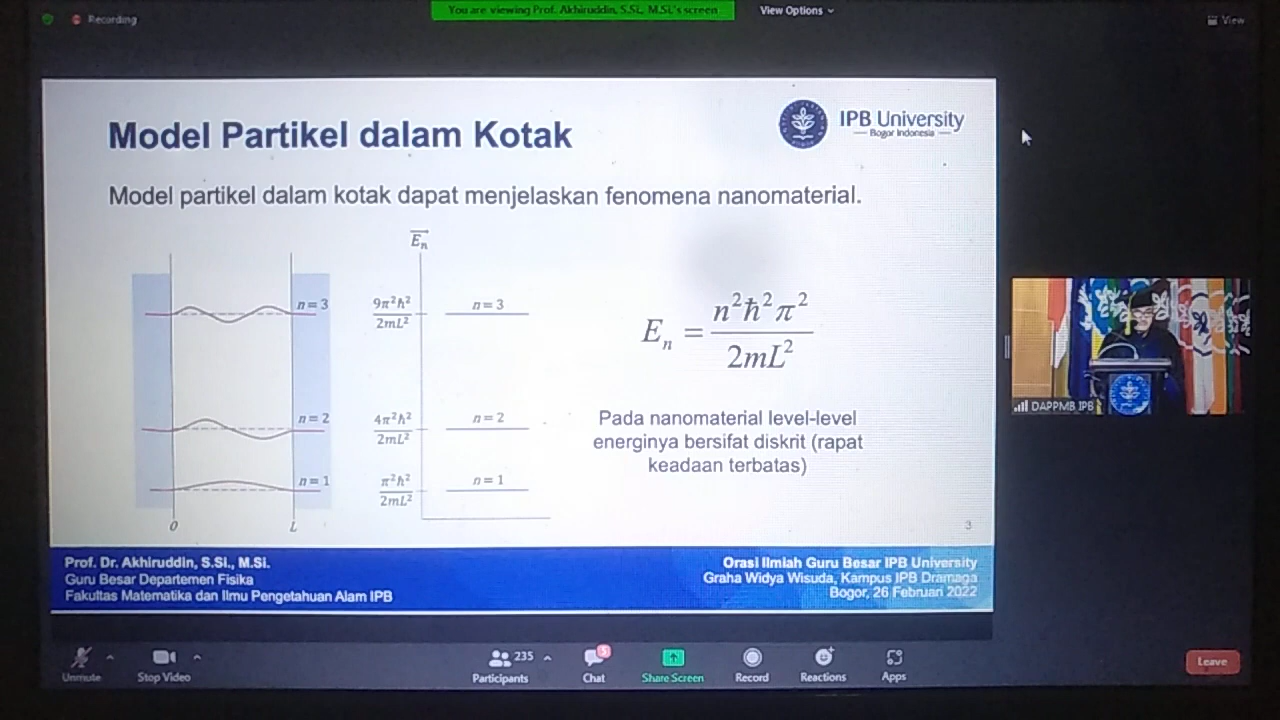 Recording
You are viewing Prof. Akhiruddin, S.Si., M.Si.'s screen
View Options
View
Model Partikel dalam Kotak
IPB University
Bogor Indonesia
Model partikel dalam kotak dapat menjelaskan fenomena nanomaterial.
n = 3
n = 2
n = 1
0 L
Eₙ
9π²ħ²/2mL² n = 3
4π²ħ²/2mL² n = 2
π²ħ²/2mL² n = 1
Eₙ = n²ħ²π²/2mL²
Pada nanomaterial level-level
energinya bersifat diskrit (rapat
keadaan terbatas)
3
Prof. Dr. Akhiruddin, S.Si., M.Si.
Guru Besar Departemen Fisika
Fakultas Matematika dan Ilmu Pengetahuan Alam IPB
Orasi Ilmiah Guru Besar IPB University
Graha Widya Wisuda, Kampus IPB Dramaga
Bogor, 26 Februari 2022
DAPPMB IPB
Unmute
Stop Video
235
Participants
5
Chat
Share Screen
Record
Reactions
Apps
Leave